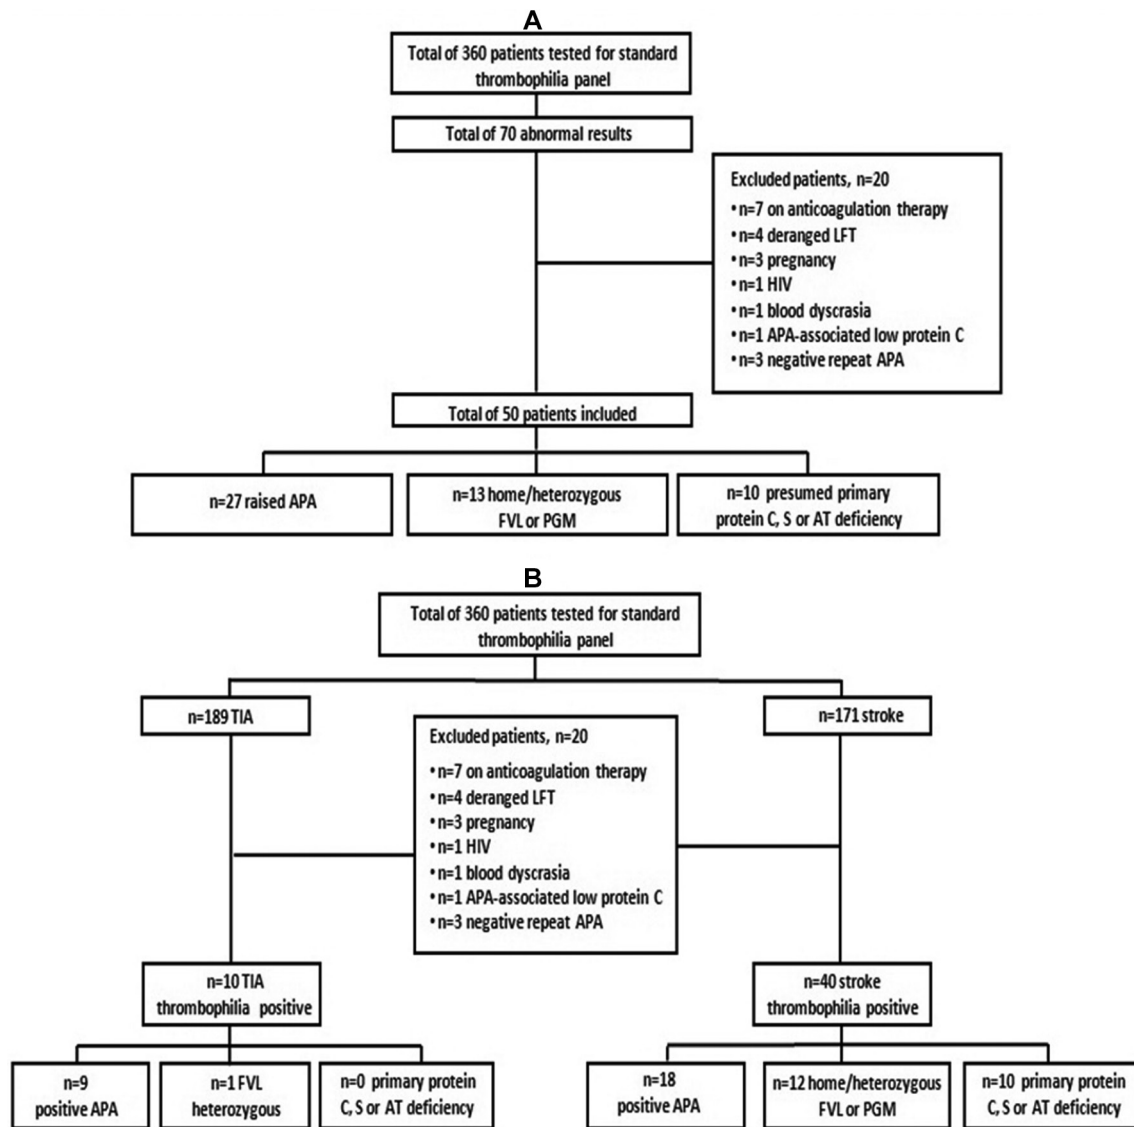 A
Total of 360 patients tested for standard
thrombophilia panel
Total of 70 abnormal results
Excluded patients, n=20
• n=7 on anticoagulation therapy
• n=4 deranged LFT
• n=3 pregnancy
• n=1 HIV
• n=1 blood dyscrasia
• n=1 APA-associated low protein C
• n=3 negative repeat APA
Total of 50 patients included
n=27 raised APA
n=13 home/heterozygous
FVL or PGM
n=10 presumed primary
protein C, S or AT deficiency
B
Total of 360 patients tested for standard
thrombophilia panel
n=189 TIA
n=171 stroke
Excluded patients, n=20
• n=7 on anticoagulation therapy
• n=4 deranged LFT
• n=3 pregnancy
• n=1 HIV
• n=1 blood dyscrasia
• n=1 APA-associated low protein C
• n=3 negative repeat APA
n=10 TIA
thrombophilia positive
n=40 stroke
thrombophilia positive
n=9
positive APA
n=1 FVL
heterozygous
n=0 primary protein
C, S or AT deficiency
n=18
positive APA
n=12 home/heterozygous
FVL or PGM
n=10 primary protein
C, S or AT deficiency